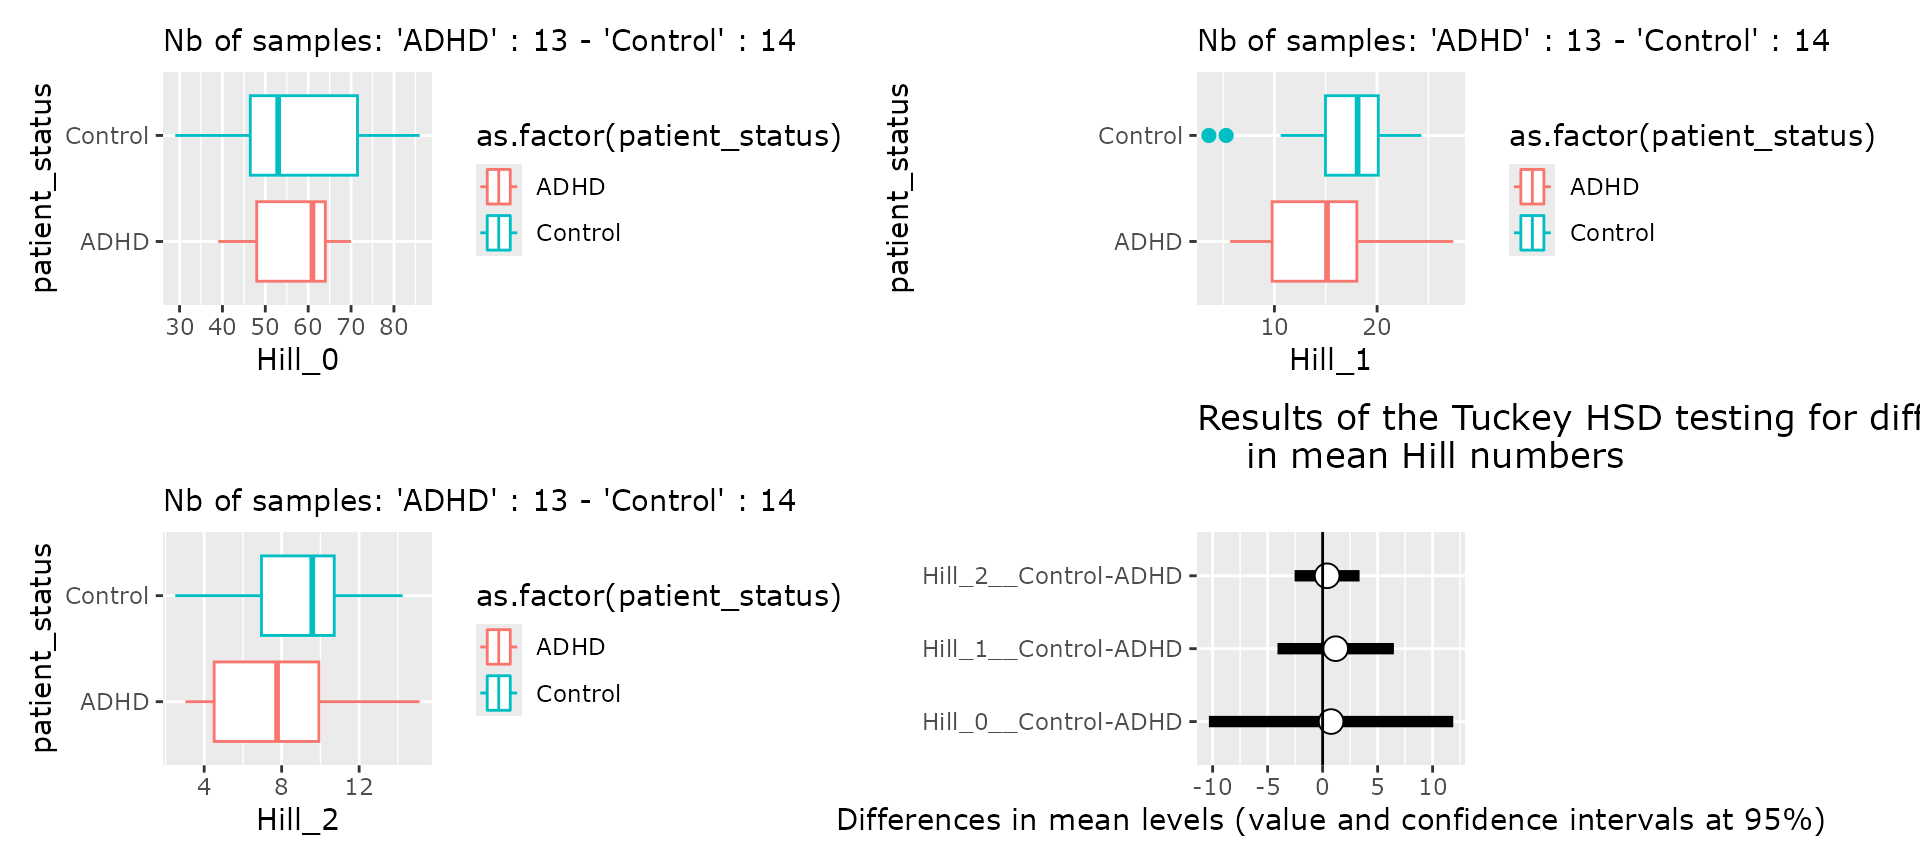 Nb of samples: 'ADHD' : 13 - 'Control' : 14
patient_status
Control
ADHD
30 40 50 60 70 80
Hill_0
as.factor(patient_status)
ADHD
Control
Nb of samples: 'ADHD' : 13 - 'Control' : 14
patient_status
Control
ADHD
10 20
Hill_1
as.factor(patient_status)
ADHD
Control
Nb of samples: 'ADHD' : 13 - 'Control' : 14
patient_status
Control
ADHD
4 8 12
Hill_2
as.factor(patient_status)
ADHD
Control
Results of the Tuckey HSD testing for diff
in mean Hill numbers
Hill_2__Control-ADHD
Hill_1__Control-ADHD
Hill_0__Control-ADHD
-10 -5 0 5 10
Differences in mean levels (value and confidence intervals at 95%)